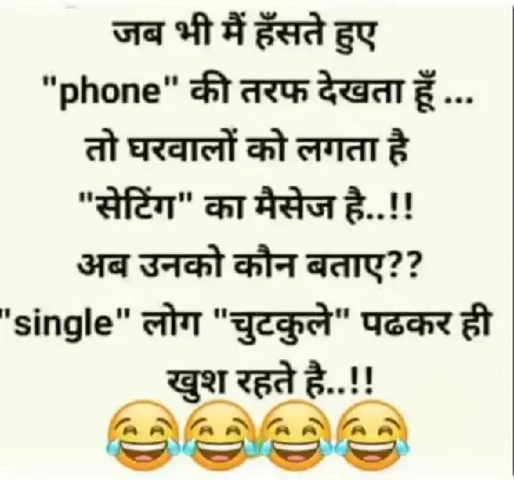 जब भी मैं हँसते हुए
"phone" की तरफ देखता हूँ...
तो घरवालों को लगता है
"सेटिंग" का मैसेज है..!!
अब उनको कौन बताए??
"single" लोग "चुटकुले" पढकर ही
खुश रहते है..!!
😂😂😂😂